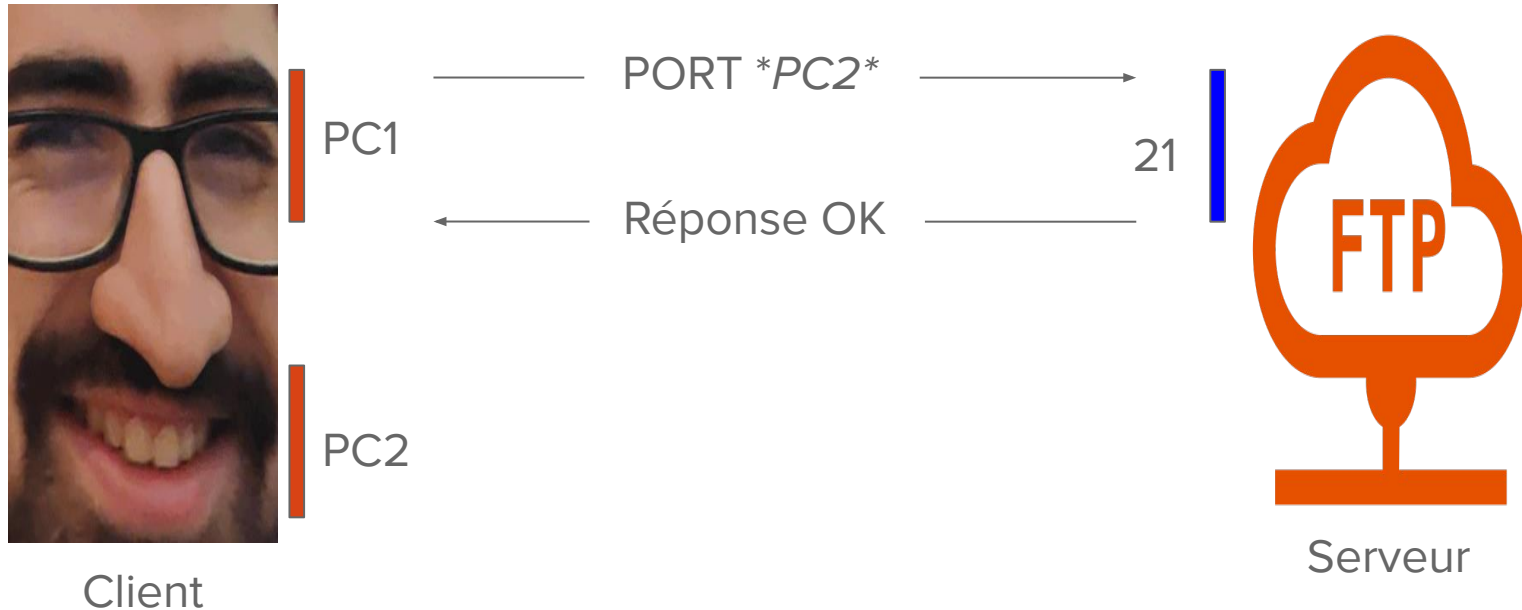 PORT *PC2*
PC1
21
Réponse OK
FTP
PC2
Serveur
Client